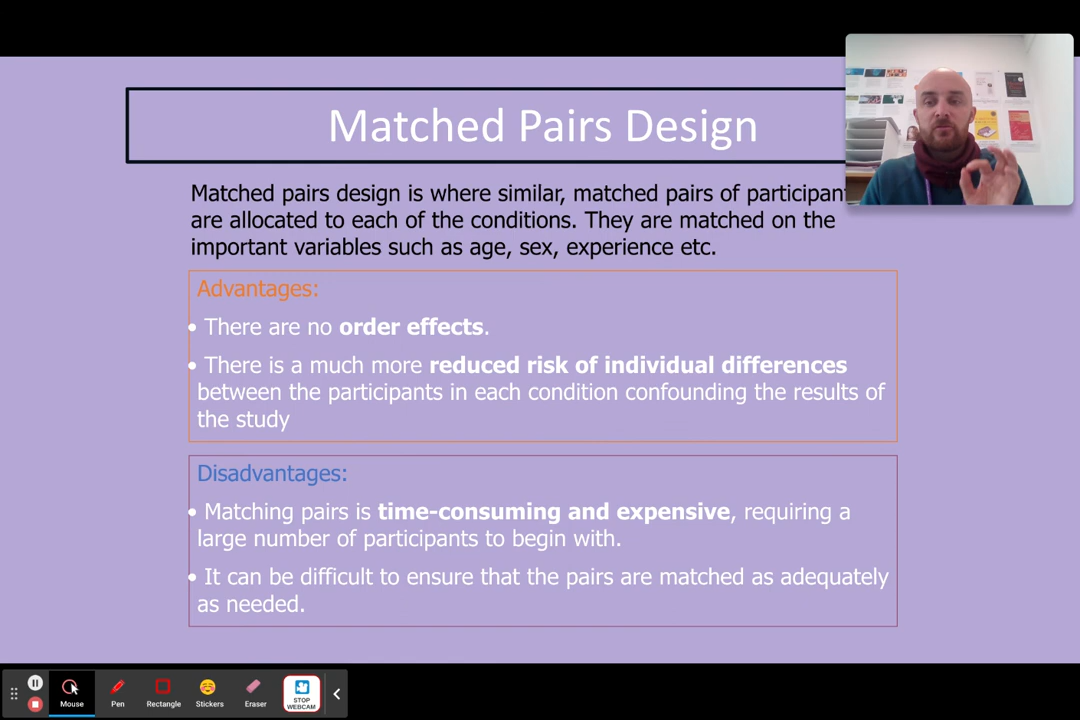 Matched Pairs Design
Matched pairs design is where similar, matched pairs of
are allocated to each of the conditions. They are matched on the
important variables such as age, sex, experience etc.
Advantages:
• There are no order effects.
• There is a much more reduced risk of individual differences
between the participants in each condition confounding the results of
the study
Disadvantages:
• Matching pairs is time-consuming and expensive, requiring a
large number of participants to begin with.
• It can be difficult to ensure that the pairs are matched as adequately
as needed.
Mouse
Pen
Rectangle
Stickers
Eraser
STOP
WEBCAM